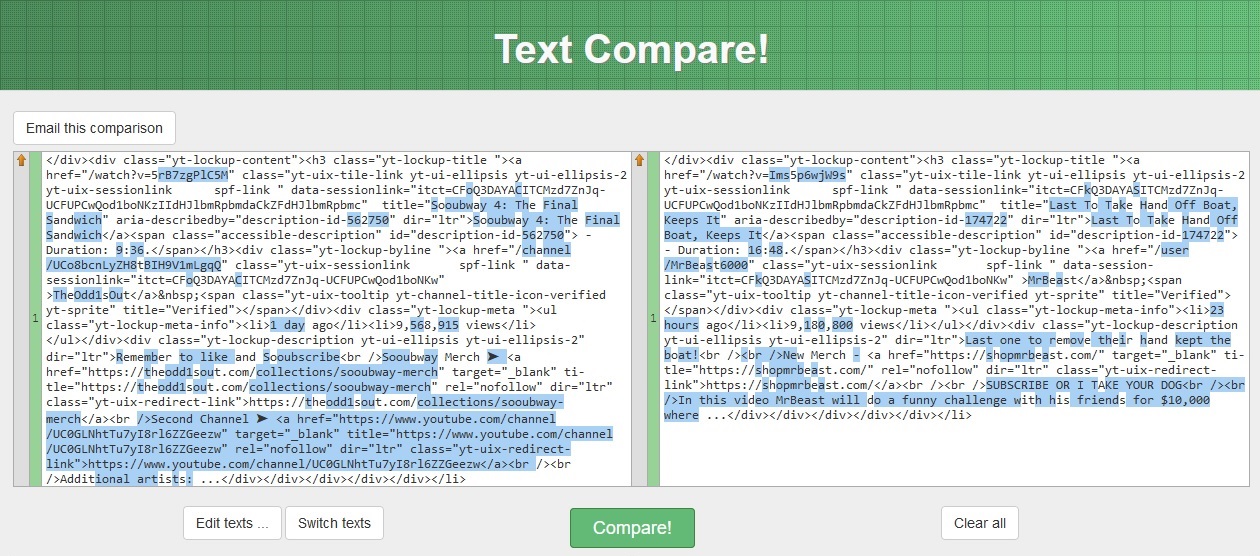 Text Compare!
Email this comparison
</div><div class="yt-lockup-content"><h3 class="yt-lockup-title "><a
href="/watch?v=5rB7zgPlC5M" class="yt-uix-tile-link yt-ui-ellipsis yt-ui-ellipsis-2
yt-uix-sessionlink      spf-link " data-sessionlink="itct=CFoQ3DAYACITCMzd7ZnJq-
UCFUPCwQod1boNKzIIdHJlbmRpbmdaCkZFdHJlbmRpbmc"  title="Sooubway 4: The Final
Sandwich" aria-describedby="description-id-562750" dir="ltr">Sooubway 4: The Final
Sandwich</a><span class="accessible-description" id="description-id-562750"> -
Duration: 9:36.</span></h3><div class="yt-lockup-byline "><a href="/channel
/UCo8bcnLyZH8tBIH9V1mLgqQ" class="yt-uix-sessionlink       spf-link " data-
sessionlink="itct=CFoQ3DAYACITCMzd7ZnJq-UCFUPCwQod1boNKw"
>TheOdd1sOut</a>&nbsp;<span class="yt-uix-tooltip yt-channel-title-icon-verified
yt-sprite" title="Verified"></span></div><div class="yt-lockup-meta "><ul
1
class="yt-lockup-meta-info"><li>1 day ago</li><li>9,568,915 views</li>
</ul></div><div class="yt-lockup-description yt-ui-ellipsis yt-ui-ellipsis-2"
dir="ltr">Remember to like and Sooubscribe<br />Sooubway Merch ➤ <a
href="https://theodd1sout.com/collections/sooubway-merch" target="_blank" ti-
tle="https://theodd1sout.com/collections/sooubway-merch" rel="nofollow" dir="ltr"
class="yt-uix-redirect-link">https://theodd1sout.com/collections/sooubway-
merch</a><br />Second Channel ➤ <a href="https://www.youtube.com/channel
/UC0GLNhtTu7yI8rl6ZZGeezw" target="_blank" title="https://www.youtube.com/channel
/UC0GLNhtTu7yI8rl6ZZGeezw" rel="nofollow" dir="ltr" class="yt-uix-redirect-
link">https://www.youtube.com/channel/UC0GLNhtTu7yI8rl6ZZGeezw</a><br /><br
/>Additional artists: ...</div></div></div></div></div></li>
</div><div class="yt-lockup-content"><h3 class="yt-lockup-title "><a
href="/watch?v=Ims5p6wjW9s" class="yt-uix-tile-link yt-ui-ellipsis yt-ui-ellipsis-2
yt-uix-sessionlink      spf-link " data-sessionlink="itct=CFkQ3DAYASITCMzd7ZnJq-
UCFUPCwQod1boNKzIIdHJlbmRpbmdaCkZFdHJlbmRpbmc"  title="Last To Take Hand Off Boat,
Keeps It" aria-describedby="description-id-174722" dir="ltr">Last To Take Hand Off
Boat, Keeps It</a><span class="accessible-description" id="description-id-174722">
- Duration: 16:48.</span></h3><div class="yt-lockup-byline "><a href="/user
/MrBeast6000" class="yt-uix-sessionlink       spf-link " data-session-
link="itct=CFkQ3DAYASITCMzd7ZnJq-UCFUPCwQod1boNKw" >MrBeast</a>&nbsp;<span
class="yt-uix-tooltip yt-channel-title-icon-verified yt-sprite" title="Verified">
</span></div><div class="yt-lockup-meta "><ul class="yt-lockup-meta-info"><li>23
1
hours ago</li><li>9,180,800 views</li></ul></div><div class="yt-lockup-description
yt-ui-ellipsis yt-ui-ellipsis-2" dir="ltr">Last one to remove their hand kept the
boat!<br /><br />New Merch - <a href="https://shopmrbeast.com/" target="_blank" ti-
tle="https://shopmrbeast.com/" rel="nofollow" dir="ltr" class="yt-uix-redirect-
link">https://shopmrbeast.com/</a><br /><br />SUBSCRIBE OR I TAKE YOUR DOG<br /><br
/>In this video MrBeast will do a funny challenge with his friends for $10,000
where ...</div></div></div></div></div></li>
Edit texts ...
Switch texts
Compare!
Clear all